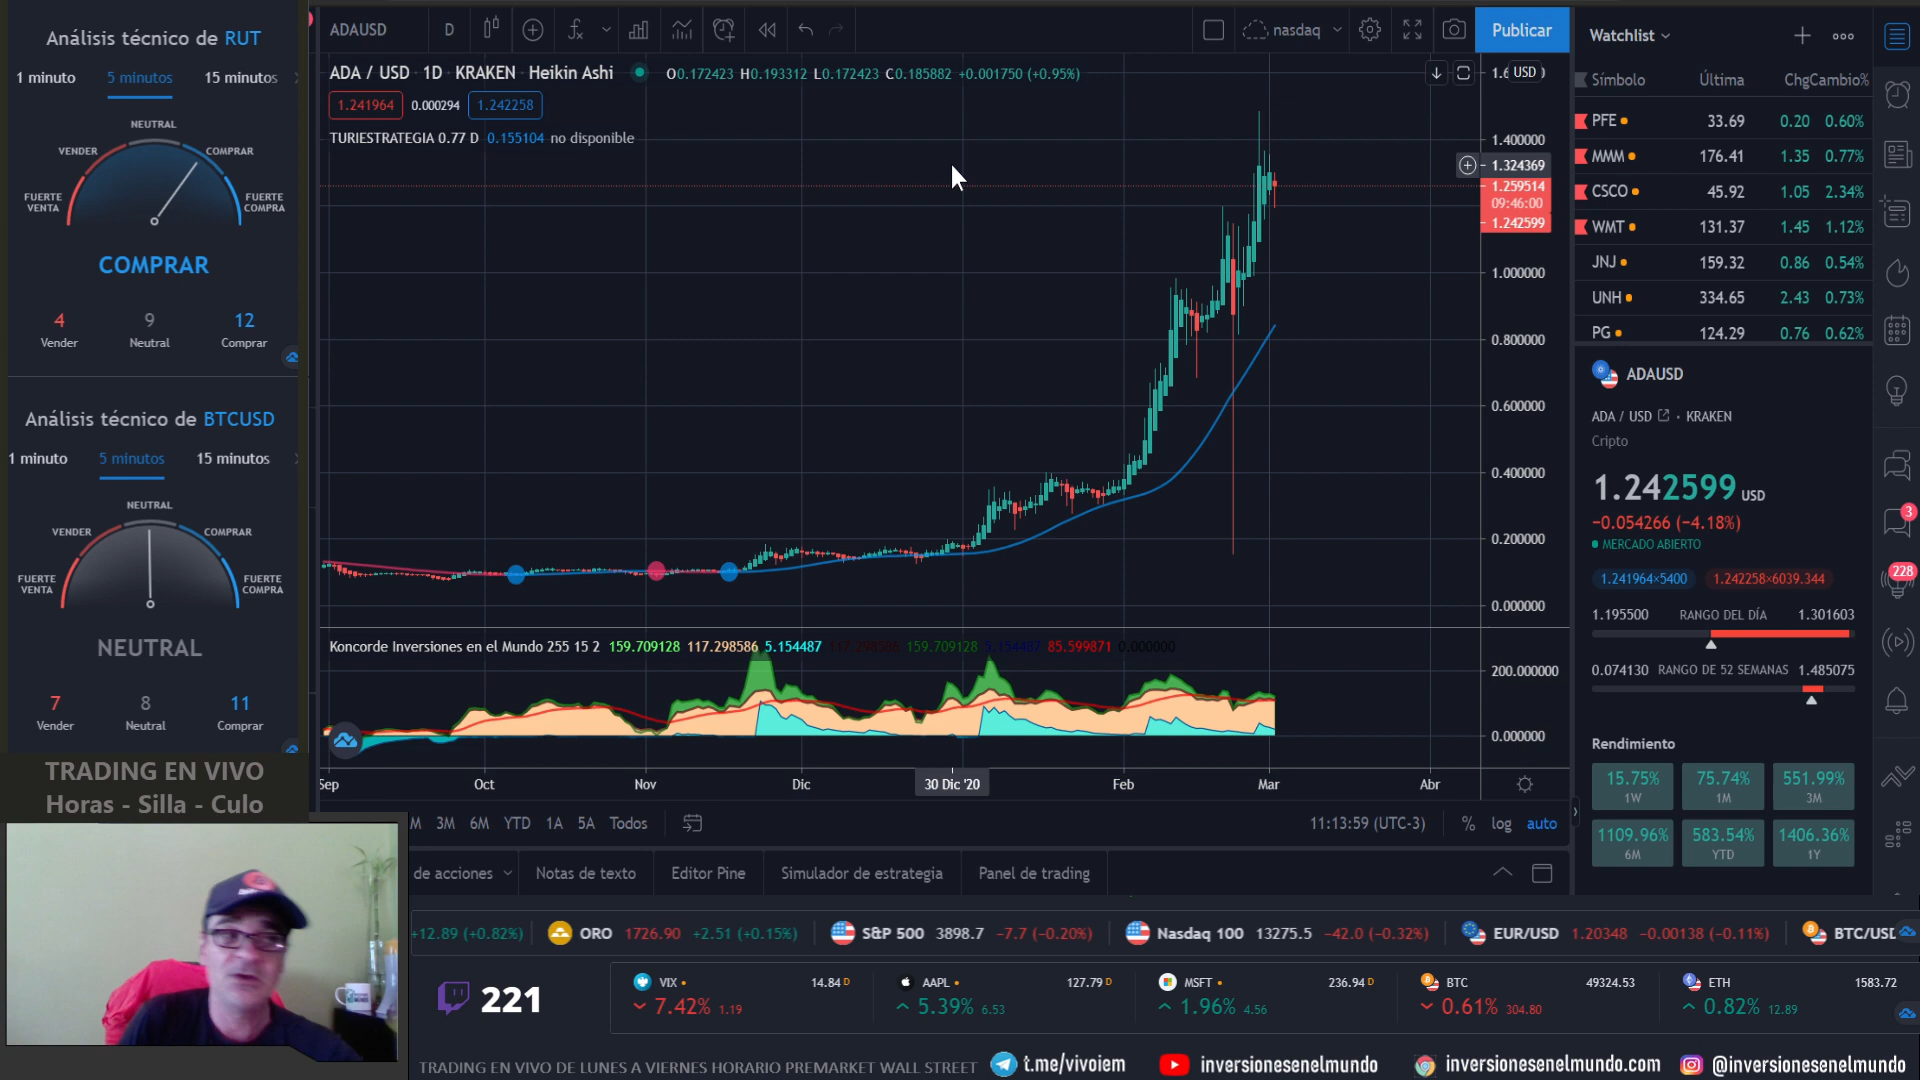 Análisis técnico de RUT
1 minuto 5 minutos 15 minutos
NEUTRAL
VENDER COMPRAR
FUERTE VENTA FUERTE COMPRA
COMPRAR
4 9 12
Vender Neutral Comprar
Análisis técnico de BTCUSD
1 minuto 5 minutos 15 minutos
NEUTRAL
VENDER COMPRAR
FUERTE VENTA FUERTE COMPRA
NEUTRAL
7 8 11
Vender Neutral Comprar
TRADING EN VIVO
Horas - Silla - Culo
ADAUSD D nasdaq Publicar
ADA / USD 1D KRAKEN Heikin Ashi O0.172423 H0.193312 L0.172423 C0.185882 +0.001750 (+0.95%)
1.241964 0.000294 1.242258
TURIESTRATEGIA 0.77 D 0.155104 no disponible
USD
1.400000
1.324369
1.259514
09:46:00
1.242599
1.000000
0.800000
0.600000
0.400000
0.200000
0.000000
Koncorde Inversiones en el Mundo 255 15 2 159.709128 117.298586 5.154487 117.298586 159.709128 5.154487 85.599871 0.000000
200.000000
0.000000
Sep Oct Nov Dic 30 Dic '20 Feb Mar Abr
M 3M 6M YTD 1A 5A Todos 11:13:59 (UTC-3) % log auto
de acciones Notas de texto Editor Pine Simulador de estrategia Panel de trading
Watchlist
Símbolo Última Chg Cambio%
PFE 33.69 0.20 0.60%
MMM 176.41 1.35 0.77%
CSCO 45.92 1.05 2.34%
WMT 131.37 1.45 1.12%
JNJ 159.32 0.86 0.54%
UNH 334.65 2.43 0.73%
PG 124.29 0.76 0.62%
ADAUSD
ADA / USD · KRAKEN
Cripto
1.242599 USD
−0.054266 (−4.18%)
MERCADO ABIERTO
1.241964×5400 1.242258×6039.344
1.195500 RANGO DEL DÍA 1.301603
0.074130 RANGO DE 52 SEMANAS 1.485075
Rendimiento
15.75% 75.74% 551.99%
1W 1M 3M
1109.96% 583.54% 1406.36%
6M YTD 1Y
3
228
+12.89 (+0.82%) ORO 1726.90 +2.51 (+0.15%) S&P 500 3898.7 −7.7 (−0.20%) Nasdaq 100 13275.5 −42.0 (−0.32%) EUR/USD 1.20348 −0.00138 (−0.11%) BTC/USD
221
VIX 14.84 D AAPL 127.79 D MSFT 236.94 D BTC 49324.53 ETH 1583.72
7.42% 1.19 5.39% 6.53 1.96% 4.56 0.61% 304.80 0.82% 12.89
TRADING EN VIVO DE LUNES A VIERNES HORARIO PREMARKET WALL STREET t.me/vivoiem inversionesenelmundo inversionesenelmundo.com @inversionesenelmundo